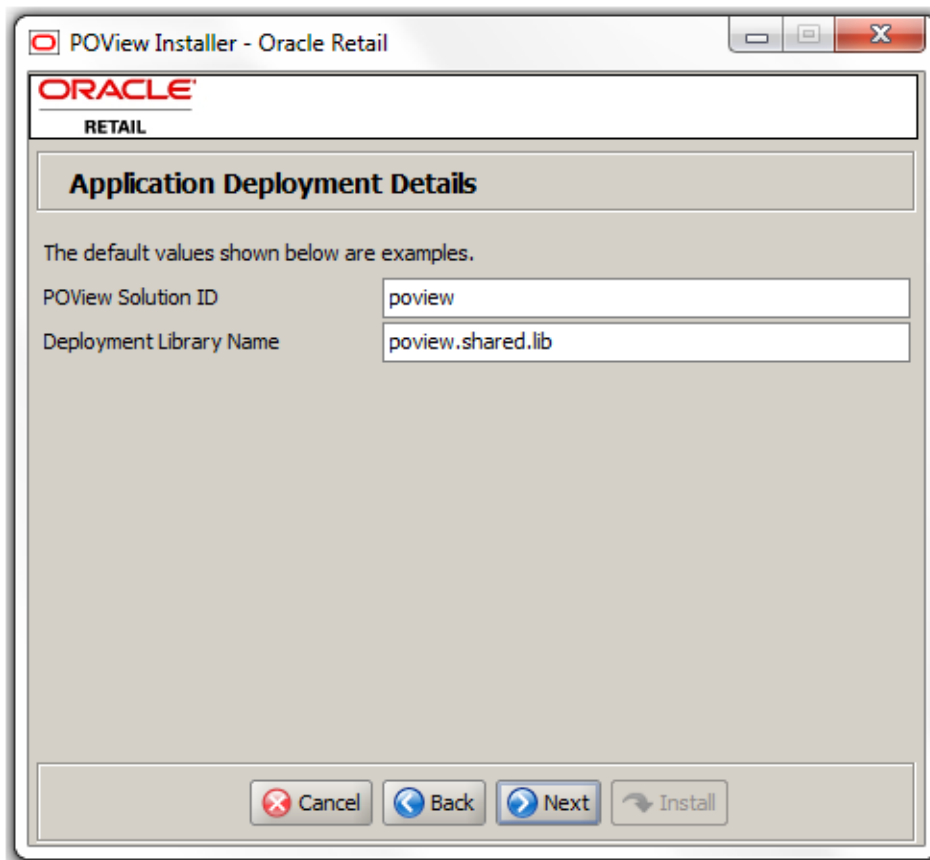 POView Installer - Oracle Retail
ORACLE
RETAIL
Application Deployment Details
The default values shown below are examples.
POView Solution ID poview
Deployment Library Name poview.shared.lib
Cancel Back Next Install